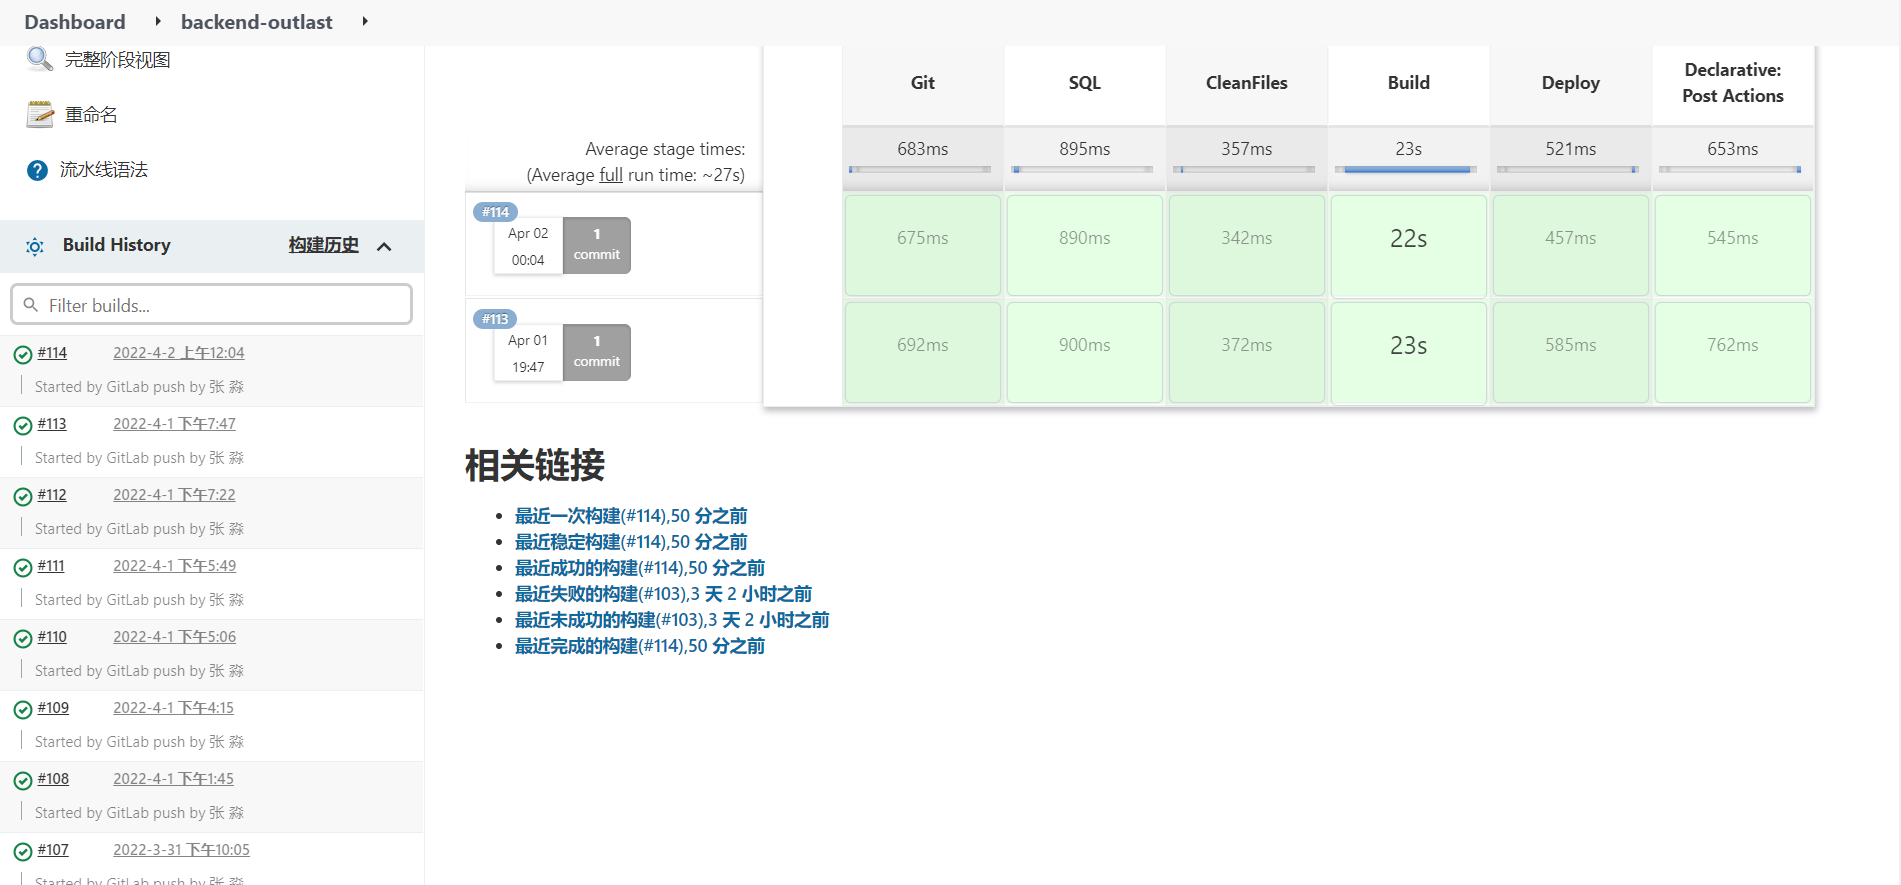 Dashboard backend-outlast
完整阶段视图
重命名
流水线语法
Build History 构建历史
Filter builds...
#114 2022-4-2 上午12:04
Started by GitLab push by 张 淼
#113 2022-4-1 下午7:47
Started by GitLab push by 张 淼
#112 2022-4-1 下午7:22
Started by GitLab push by 张 淼
#111 2022-4-1 下午5:49
Started by GitLab push by 张 淼
#110 2022-4-1 下午5:06
Started by GitLab push by 张 淼
#109 2022-4-1 下午4:15
Started by GitLab push by 张 淼
#108 2022-4-1 下午1:45
Started by GitLab push by 张 淼
#107 2022-3-31 下午10:05
Started by GitLab push by 张 淼
Git SQL CleanFiles Build Deploy Declarative:
Post Actions
Average stage times:
(Average full run time: ~27s)
683ms 895ms 357ms 23s 521ms 653ms
#114
Apr 02
00:04
1
commit
675ms 890ms 342ms 22s 457ms 545ms
#113
Apr 01
19:47
1
commit
692ms 900ms 372ms 23s 585ms 762ms
相关链接
最近一次构建(#114),50 分之前
最近稳定构建(#114),50 分之前
最近成功的构建(#114),50 分之前
最近失败的构建(#103),3 天 2 小时之前
最近未成功的构建(#103),3 天 2 小时之前
最近完成的构建(#114),50 分之前